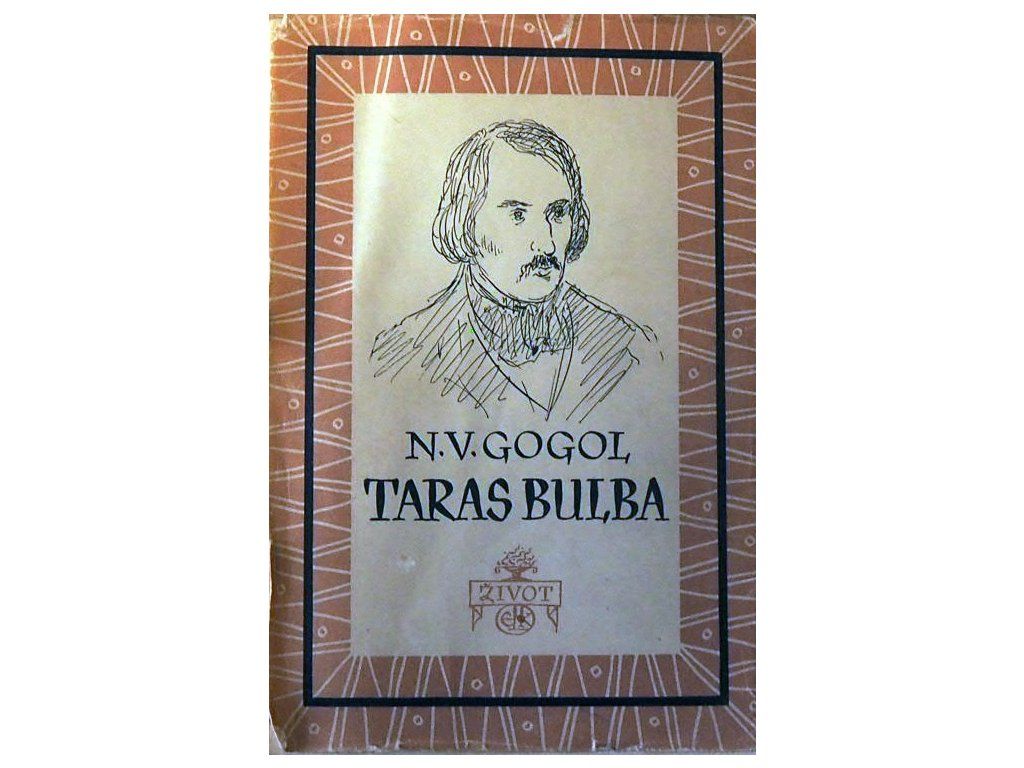 N.V. GOGOL
TARAS BULBA
ŽIVOT